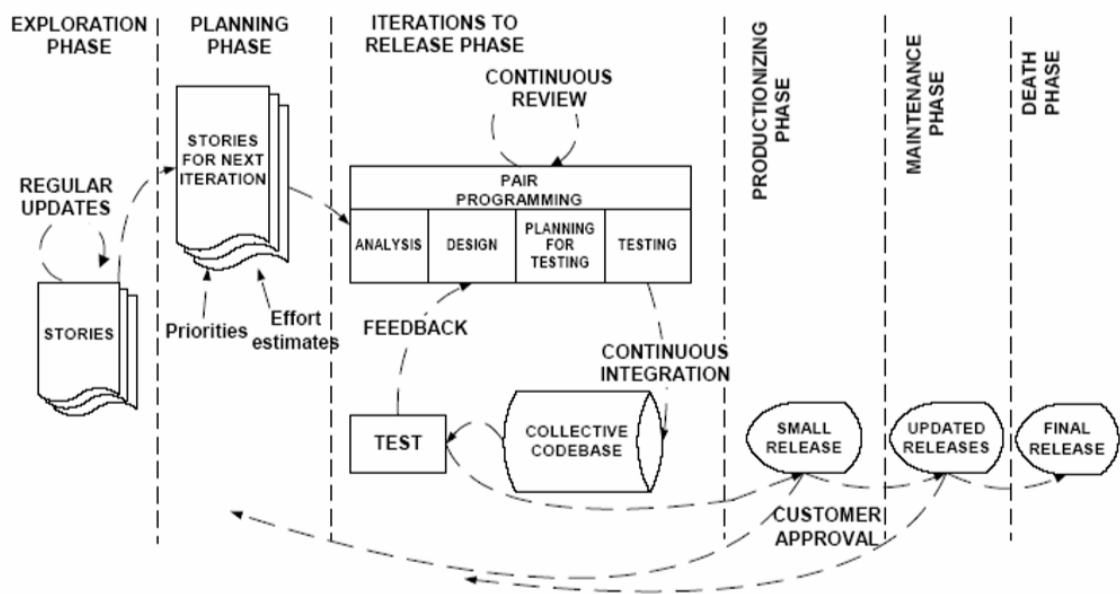 EXPLORATION
PHASE
PLANNING
PHASE
ITERATIONS TO
RELEASE PHASE
PRODUCTIONIZING
PHASE
MAINTENANCE
PHASE
DEATH
PHASE
CONTINUOUS
REVIEW
STORIES
FOR NEXT
ITERATION
REGULAR
UPDATES
STORIES
Priorities
Effort
estimates
PAIR
PROGRAMMING
ANALYSIS
DESIGN
PLANNING
FOR
TESTING
TESTING
FEEDBACK
CONTINUOUS
INTEGRATION
TEST
COLLECTIVE
CODEBASE
SMALL
RELEASE
UPDATED
RELEASES
FINAL
RELEASE
CUSTOMER
APPROVAL